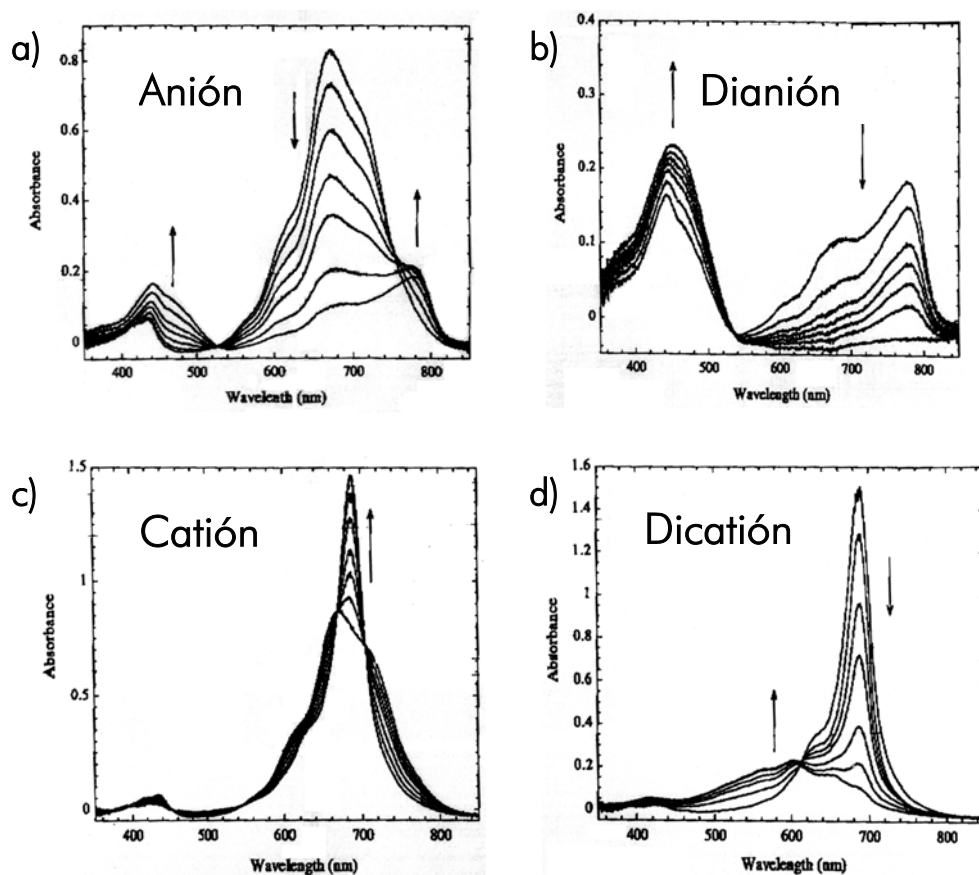 a)
Anión
0.8
0.6
0.4
0.2
0
Absorbance
400 500 600 700 800
Wavelenth (nm)
b)
Dianión
0.4
0.3
0.2
0.1
0
Absorbance
400 500 600 700 800
Wavelength (nm)
c)
Catión
1.5
1
0.5
0
Absorbance
400 500 600 700 800
Wavelength (nm)
d)
Dicatión
1.6
1.4
1.2
1
0.8
0.6
0.4
0.2
0
Absorbance
400 500 600 700 800
Wavelength (nm)